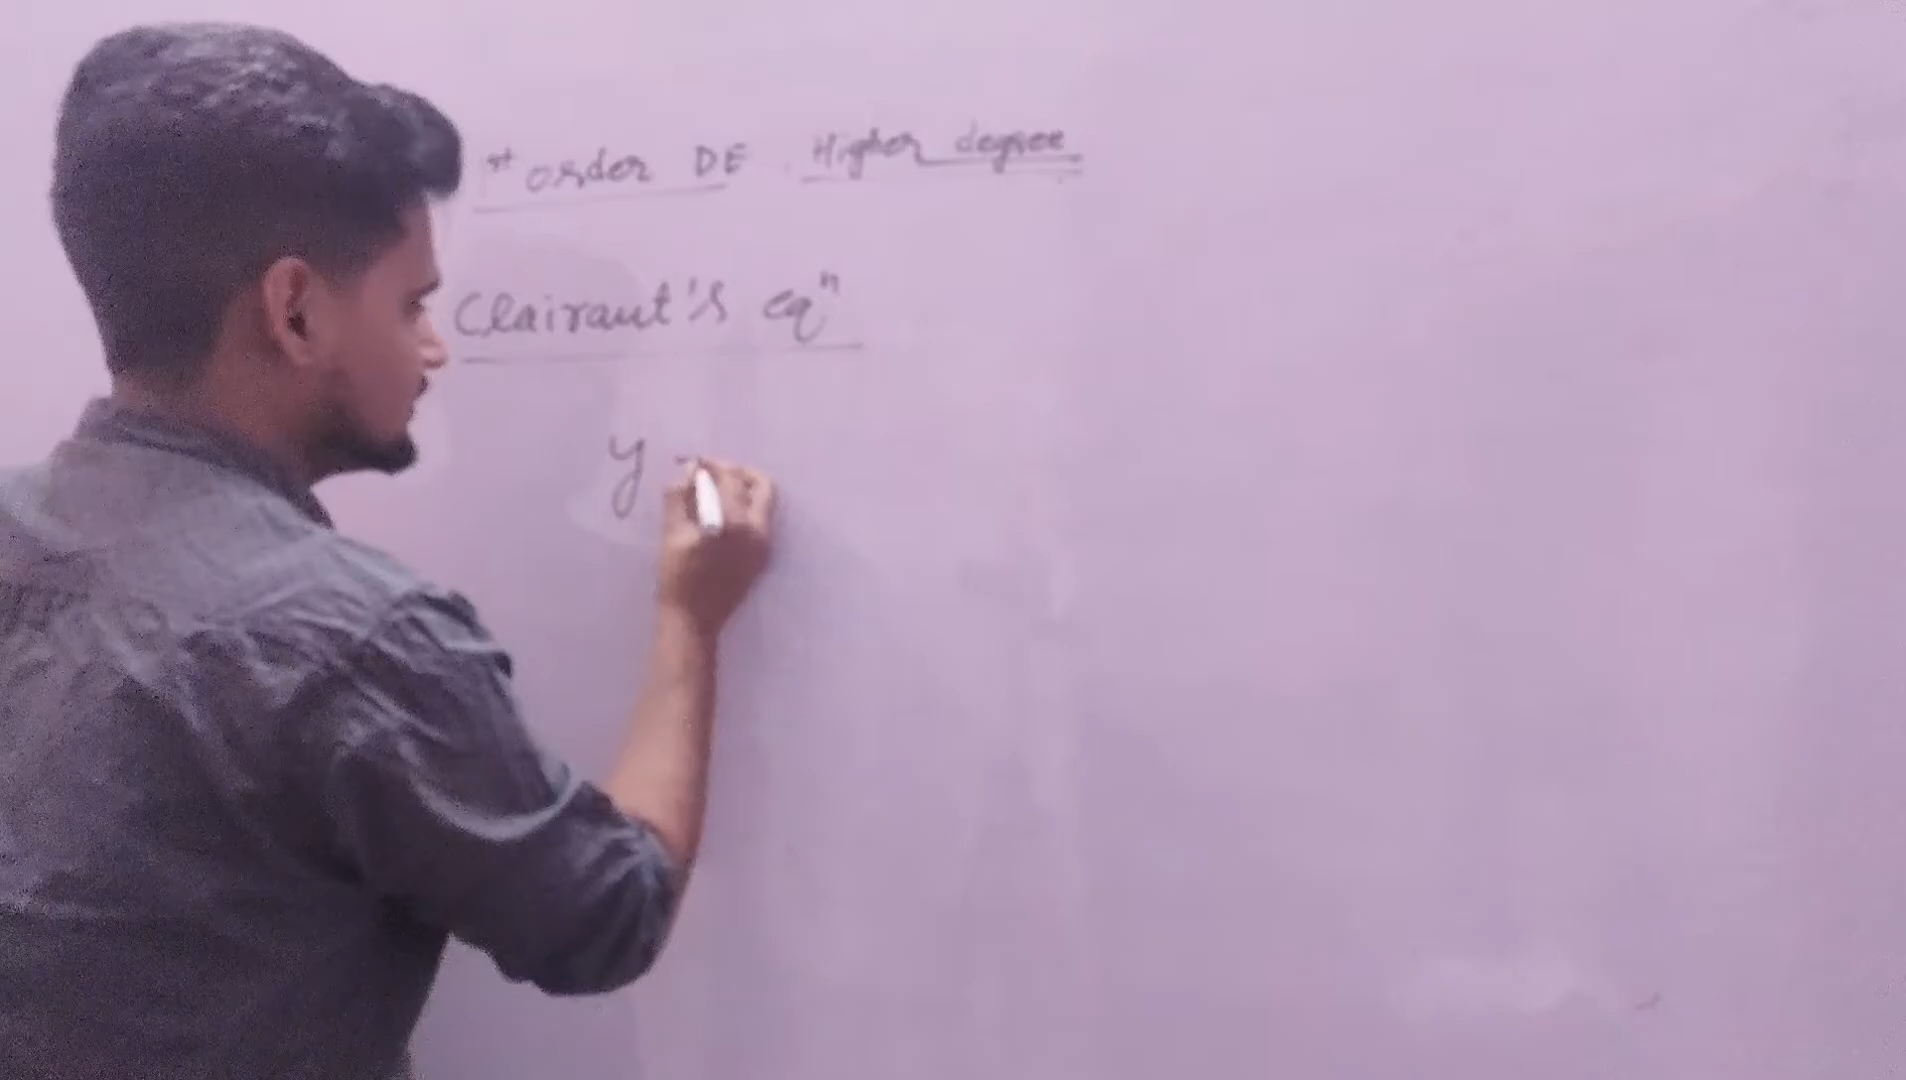 1st order DE. Higher degree
Clairaut's eqn
y =